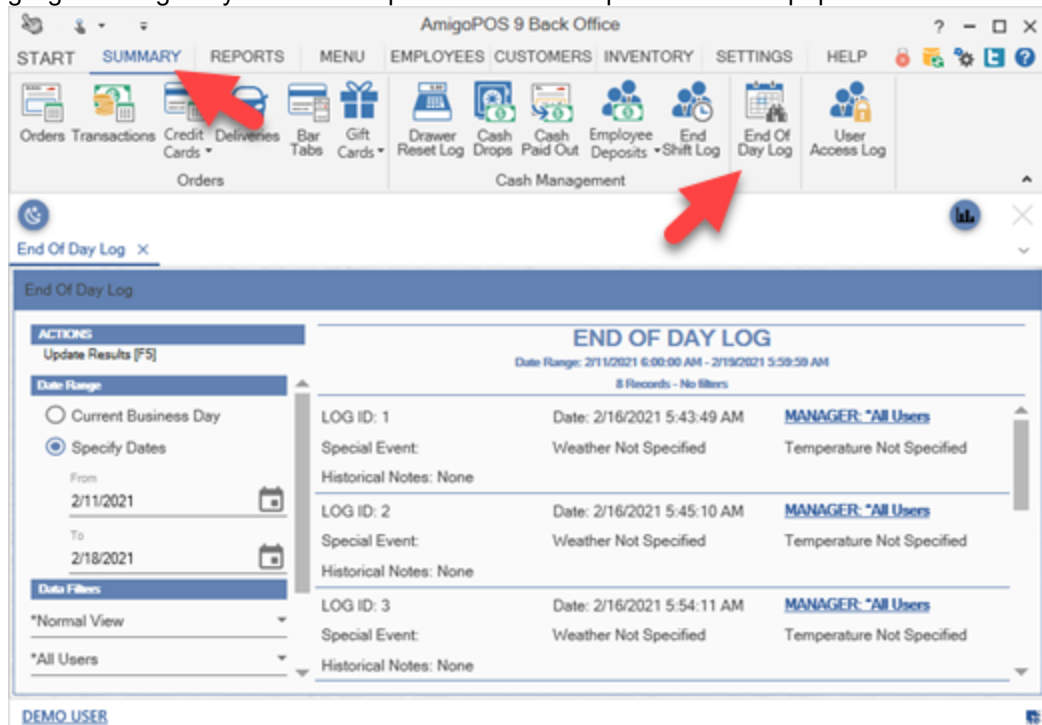 AmigoPOS 9 Back Office
START SUMMARY REPORTS MENU EMPLOYEES CUSTOMERS INVENTORY SETTINGS HELP
Orders Transactions Credit Cards Deliveries Bar Tabs Gift Cards Drawer Reset Log Cash Drops Cash Paid Out Employee Deposits End Shift Log End Of Day Log User Access Log
Orders Cash Management
End Of Day Log
End Of Day Log
ACTIONS
Update Results [F5]
Date Range
Current Business Day
Specify Dates
From
2/11/2021
To
2/18/2021
Data Filters
*Normal View
*All Users
END OF DAY LOG
Date Range: 2/11/2021 6:00:00 AM - 2/19/2021 5:59:59 AM
8 Records - No filters
LOG ID: 1 Date: 2/16/2021 5:43:49 AM MANAGER: *All Users
Special Event: Weather Not Specified Temperature Not Specified
Historical Notes: None
LOG ID: 2 Date: 2/16/2021 5:45:10 AM MANAGER: *All Users
Special Event: Weather Not Specified Temperature Not Specified
Historical Notes: None
LOG ID: 3 Date: 2/16/2021 5:54:11 AM MANAGER: *All Users
Special Event: Weather Not Specified Temperature Not Specified
Historical Notes: None
DEMO USER